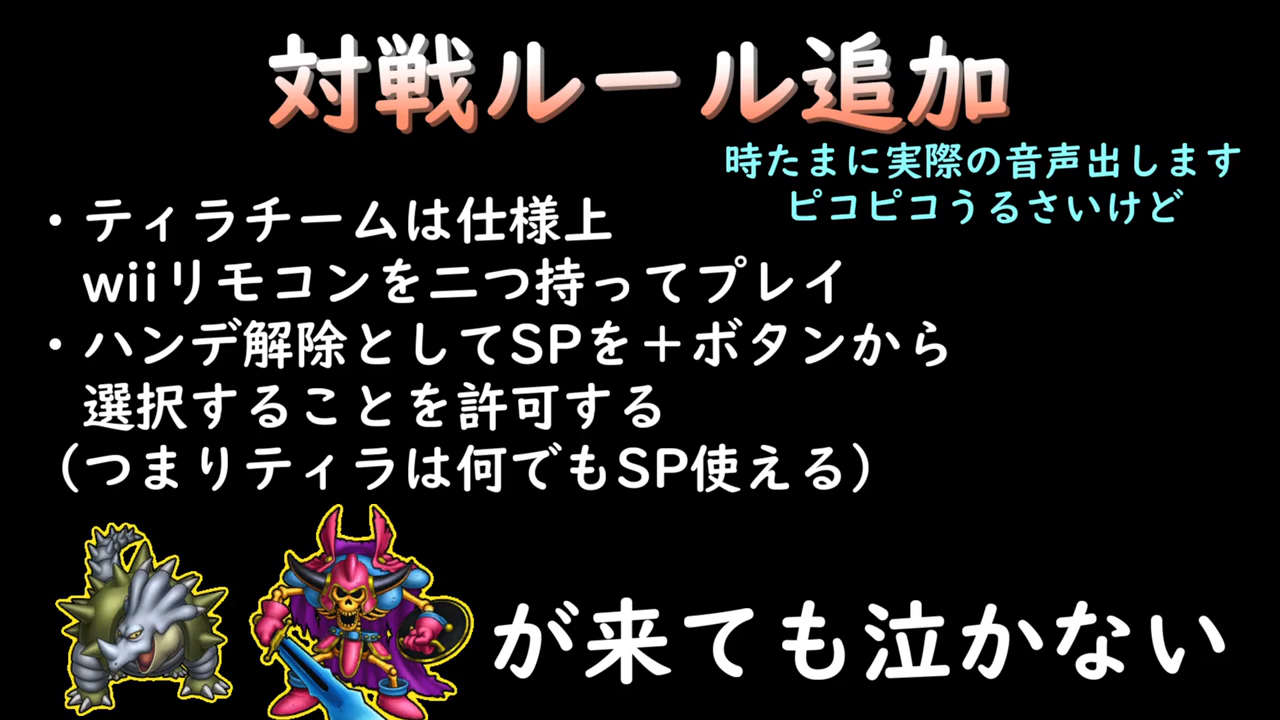 対戦ルール追加
時たまに実際の音声出します
ピコピコうるさいけど
・ティラチームは仕様上
wiiリモコンを二つ持ってプレイ
・ハンデ解除としてSPを＋ボタンから
選択することを許可する
（つまりティラは何でもSP使える）
が来ても泣かない